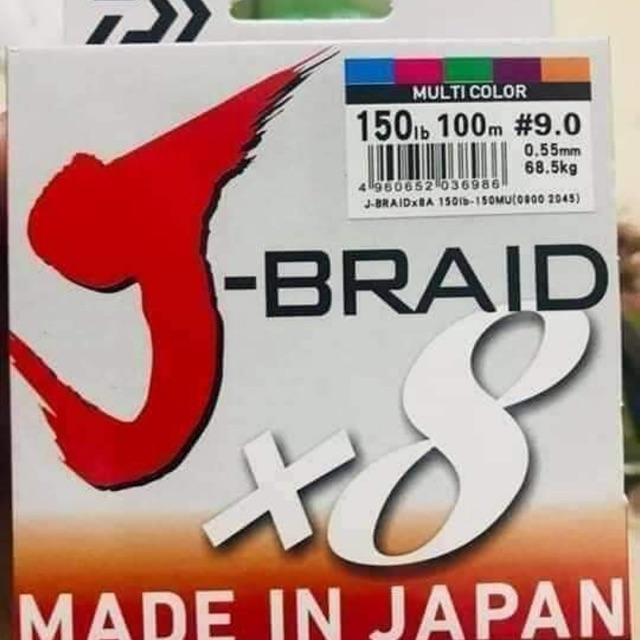 MULTI COLOR
150lb 100m #9.0
0.55mm
68.5kg
4 960652 036986
J-BRAIDx8A 150lb-150MU(0800 2045)
J-BRAID
x8
MADE IN JAPAN